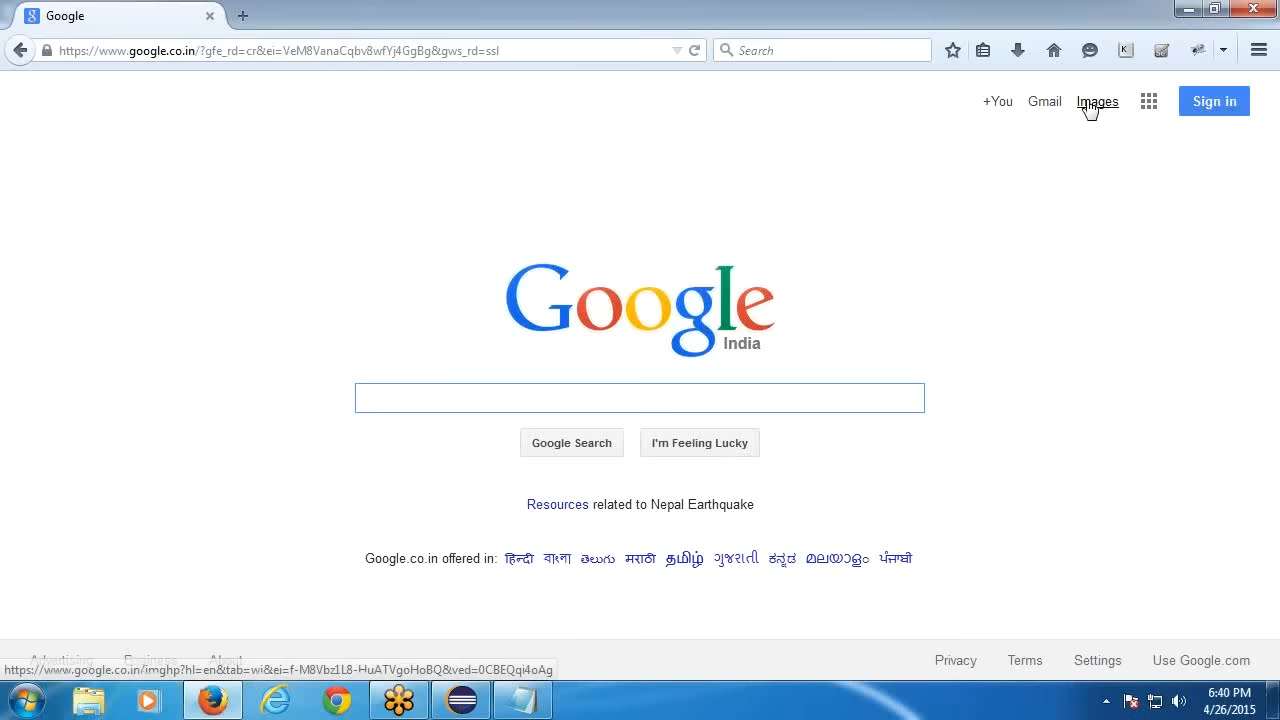 Google
https://www.google.co.in/?gfe_rd=cr&ei=VeM8VanaCqbv8wfYj4GgBg&gws_rd=ssl
Search
+You Gmail Images Sign in
Google
India
Google Search I'm Feeling Lucky
Resources related to Nepal Earthquake
Google.co.in offered in: हिन्दी বাংলা తెలుగు मराठी தமிழ் ગુજરાતી ಕನ್ನಡ മലയാളം ਪੰਜਾਬੀ
Advertising Business About Privacy Terms Settings Use Google.com
https://www.google.co.in/imghp?hl=en&tab=wi&ei=f-M8Vbz1L8-HuATVgoHoBQ&ved=0CBEQqi4oAg
6:40 PM
4/26/2015